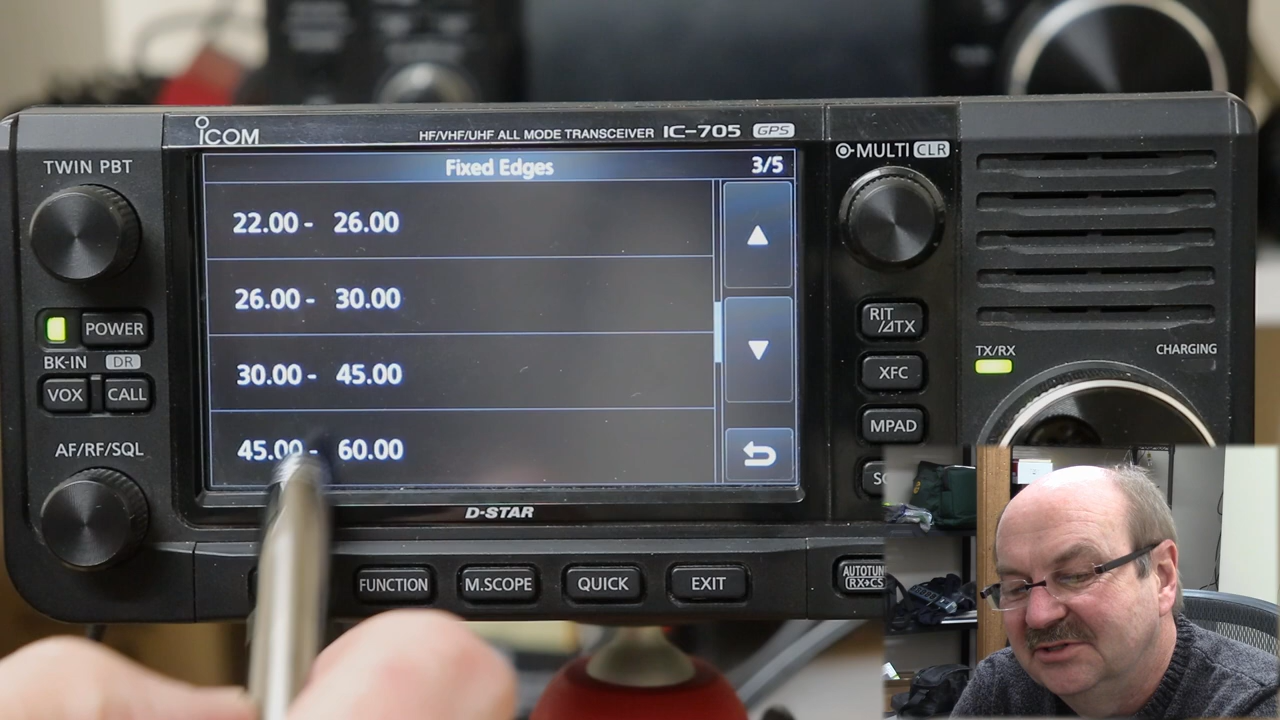 ICOM
HF/VHF/UHF ALL MODE TRANSCEIVER IC-705 GPS
TWIN PBT
Fixed Edges 3/5
MULTI CLR
22.00 - 26.00
26.00 - 30.00
30.00 - 45.00
45.00 - 60.00
POWER
BK-IN DR
VOX CALL
AF/RF/SQL
RIT
/⊿TX
XFC
MPAD
TX/RX
CHARGING
D-STAR
FUNCTION
M.SCOPE
QUICK
EXIT
AUTOTUNE
RX→CS